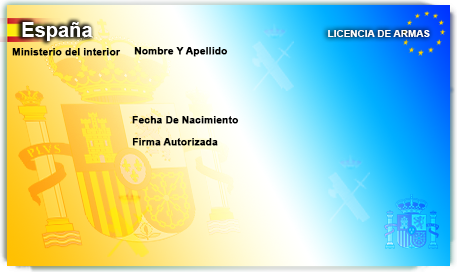 España
LICENCIA DE ARMAS
Ministerio del interior
Nombre Y Apellido
Fecha De Nacimiento
Firma Autorizada
PLVS